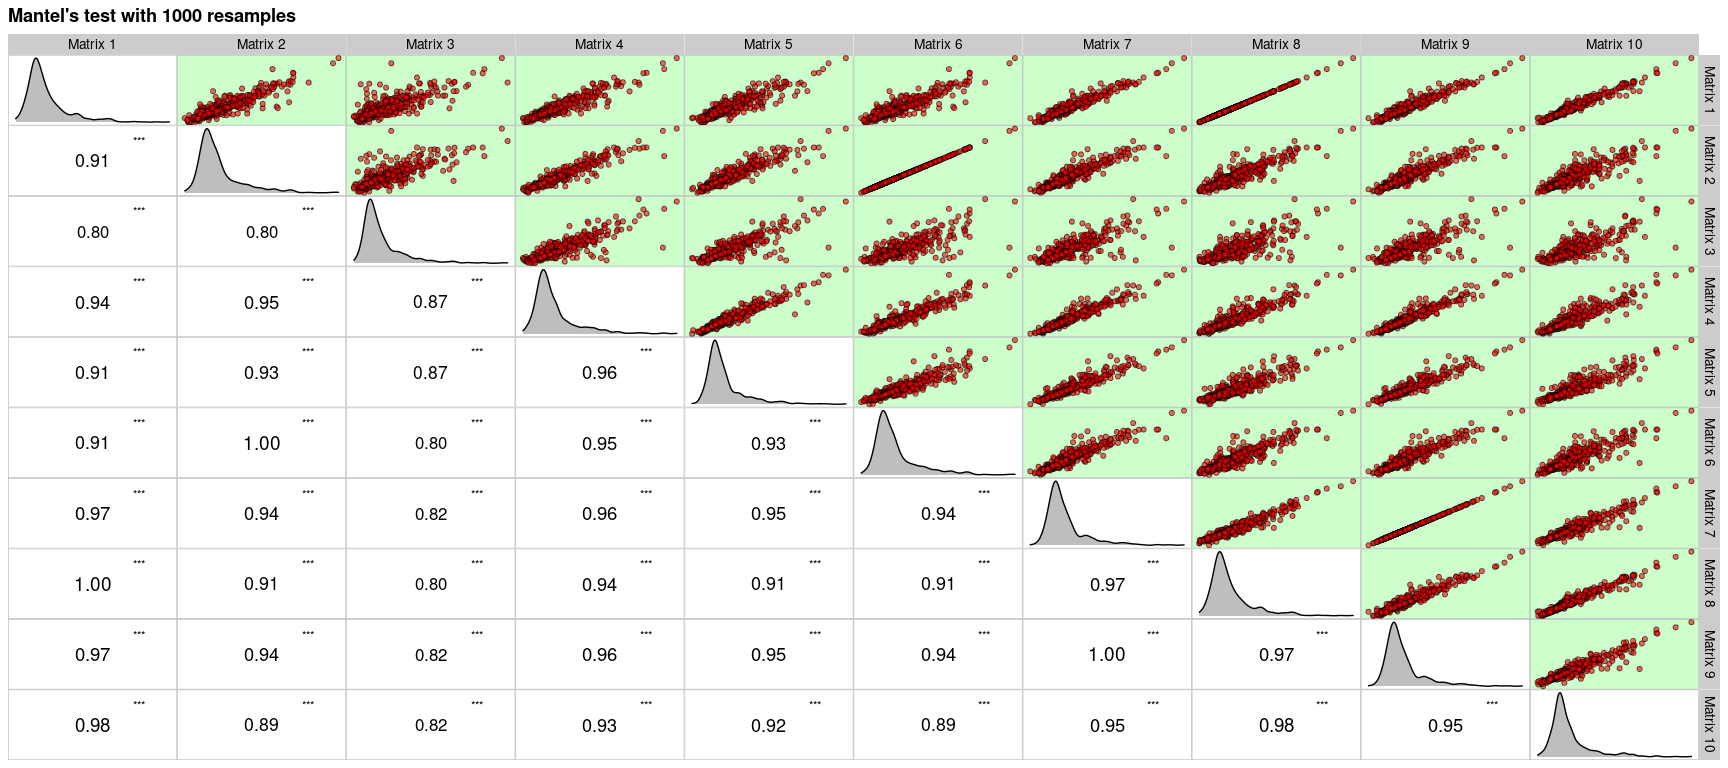 Mantel's test with 1000 resamples
Matrix 1 Matrix 2 Matrix 3 Matrix 4 Matrix 5 Matrix 6 Matrix 7 Matrix 8 Matrix 9 Matrix 10
Matrix 1
*** 
0.91
Matrix 2
*** ***
0.80 0.80
Matrix 3
*** *** ***
0.94 0.95 0.87
Matrix 4
*** *** *** ***
0.91 0.93 0.87 0.96
Matrix 5
*** *** *** *** ***
0.91 1.00 0.80 0.95 0.93
Matrix 6
*** *** *** *** *** ***
0.97 0.94 0.82 0.96 0.95 0.94
Matrix 7
*** *** *** *** *** *** ***
1.00 0.91 0.80 0.94 0.91 0.91 0.97
Matrix 8
*** *** *** *** *** *** *** ***
0.97 0.94 0.82 0.96 0.95 0.94 1.00 0.97
Matrix 9
*** *** *** *** *** *** *** *** ***
0.98 0.89 0.82 0.93 0.92 0.89 0.95 0.98 0.95
Matrix 10